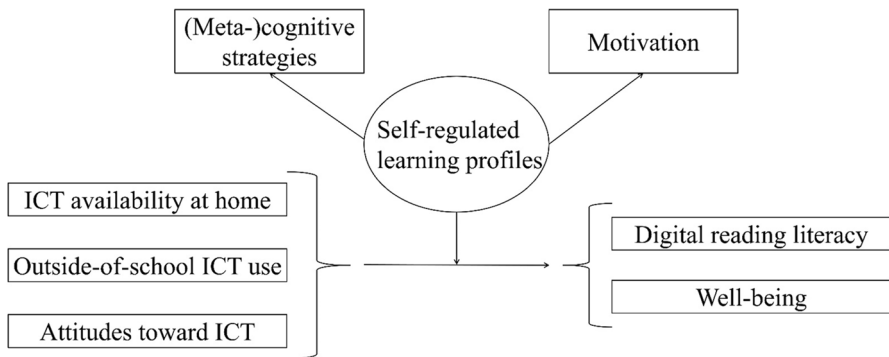 (Meta-)cognitive
strategies
Motivation
Self-regulated
learning profiles
ICT availability at home
Outside-of-school ICT use
Attitudes toward ICT
Digital reading literacy
Well-being